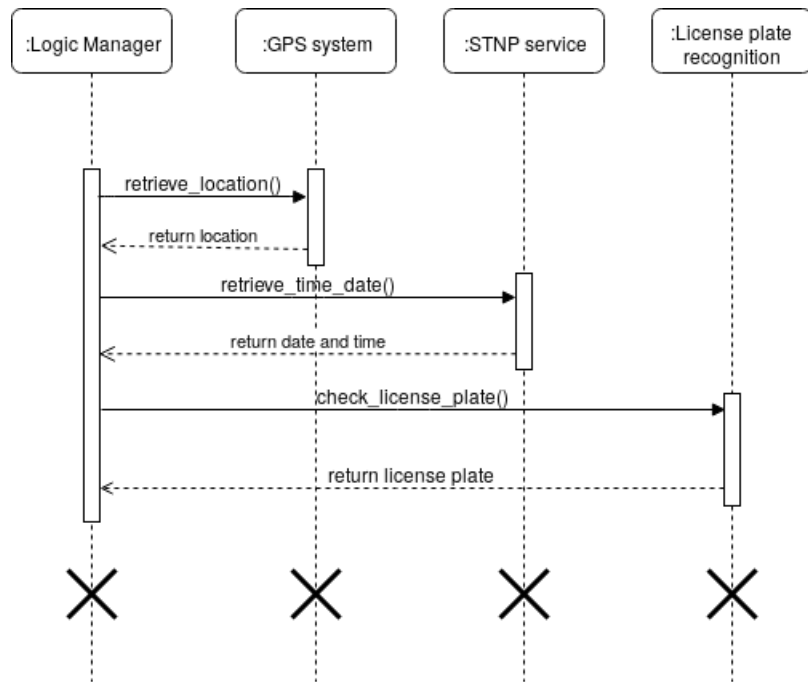 :Logic Manager
:GPS system
:STNP service
:License plate
recognition
retrieve_location()
return location
retrieve_time_date()
return date and time
check_license_plate()
return license plate